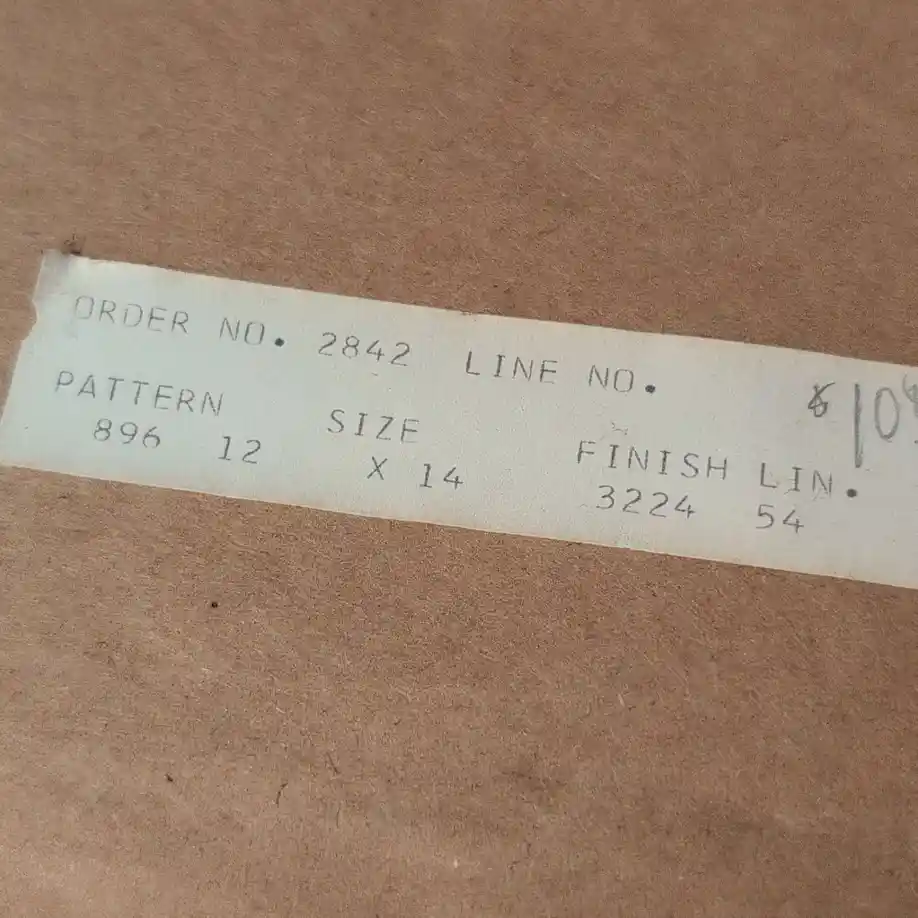 ORDER NO. 2842 LINE NO.
PATTERN SIZE FINISH LIN.
896 12 X 14 3224 54